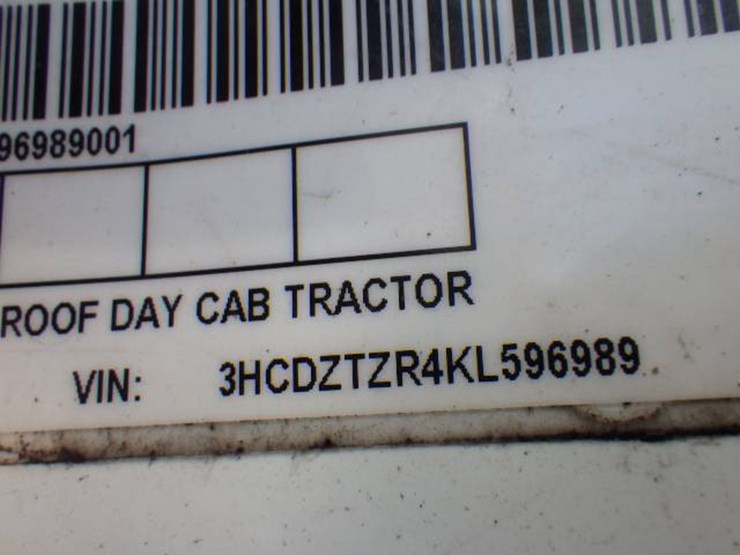 96989001
ROOF DAY CAB TRACTOR
VIN: 3HCDZTZR4KL596989